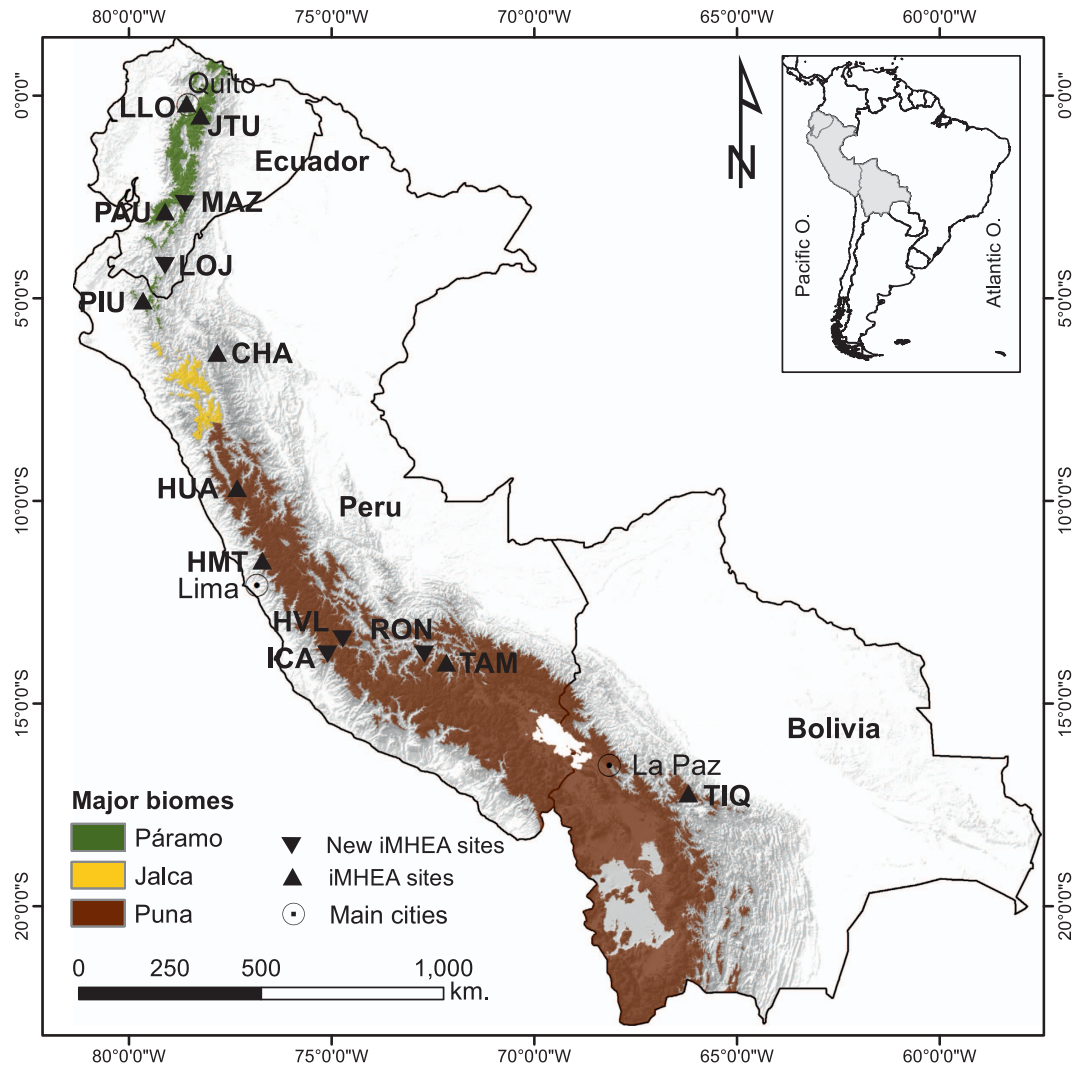 80°0'0"W 75°0'0"W 70°0'0"W 65°0'0"W 60°0'0"W
0°0'0"
5°0'0"S
10°0'0"S
15°0'0"S
20°0'0"S
0°0'0"
5°0'0"S
10°0'0"S
15°0'0"S
20°0'0"S
Quito
LLO
JTU
Ecuador
MAZ
PAU
LOJ
PIU
CHA
HUA
Peru
HMT
Lima
HVL
RON
ICA
TAM
Bolivia
La Paz
TIQ
N
Pacific O.
Atlantic O.
Major biomes
Páramo
Jalca
Puna
New iMHEA sites
iMHEA sites
Main cities
0 250 500 1,000
km.
80°0'0"W 75°0'0"W 70°0'0"W 65°0'0"W 60°0'0"W